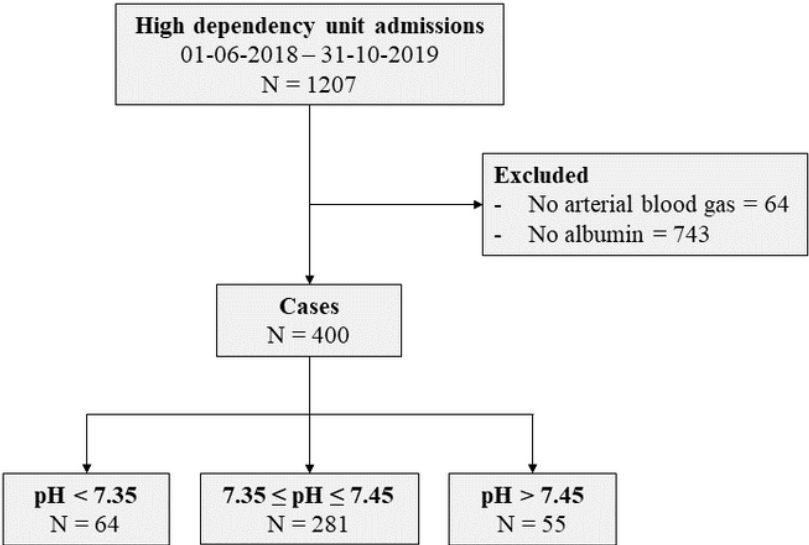 High dependency unit admissions
01-06-2018 – 31-10-2019
N = 1207
Excluded
- No arterial blood gas = 64
- No albumin = 743
Cases
N = 400
pH < 7.35
N = 64
7.35 ≤ pH ≤ 7.45
N = 281
pH > 7.45
N = 55